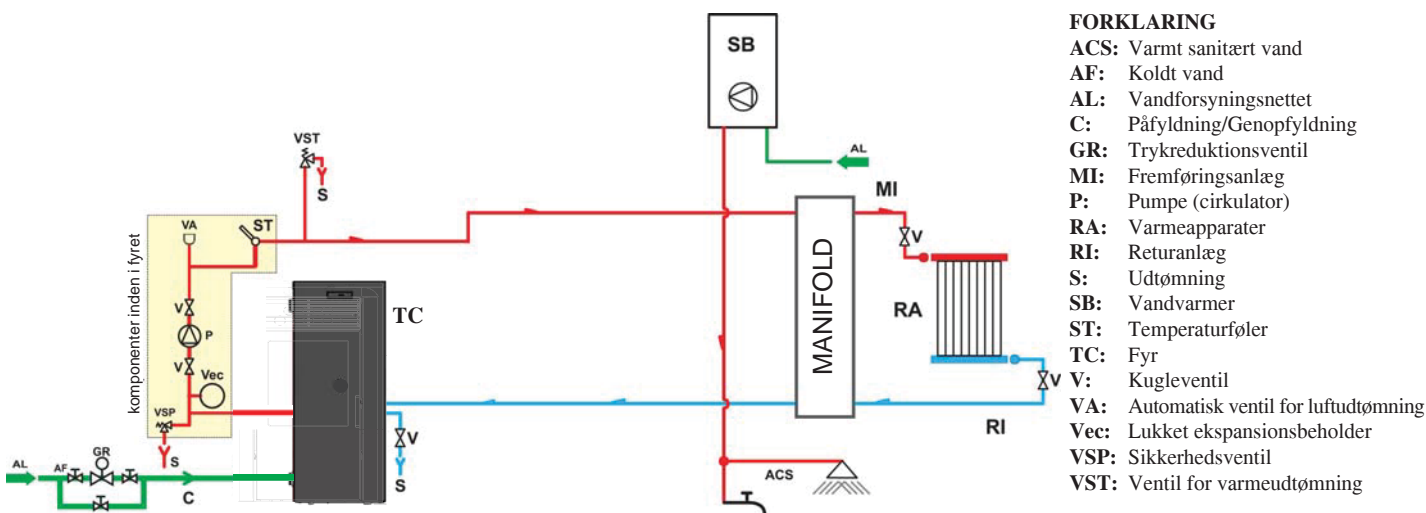 SB
AL
VST
S
MI
VA
ST
V
V
P
V
Vec
VSP
S
komponenter inden i fyret
TC
MANIFOLD
RA
V
RI
V
S
AL
AF
GR
C
ACS
FORKLARING
ACS: Varmt sanitært vand
AF: Koldt vand
AL: Vandforsyningsnettet
C: Påfyldning/Genopfyldning
GR: Trykreduktionsventil
MI: Fremføringsanlæg
P: Pumpe (cirkulator)
RA: Varmeapparater
RI: Returanlæg
S: Udtømning
SB: Vandvarmer
ST: Temperaturføler
TC: Fyr
V: Kugleventil
VA: Automatisk ventil for luftudtømning
Vec: Lukket ekspansionsbeholder
VSP: Sikkerhedsventil
VST: Ventil for varmeudtømning